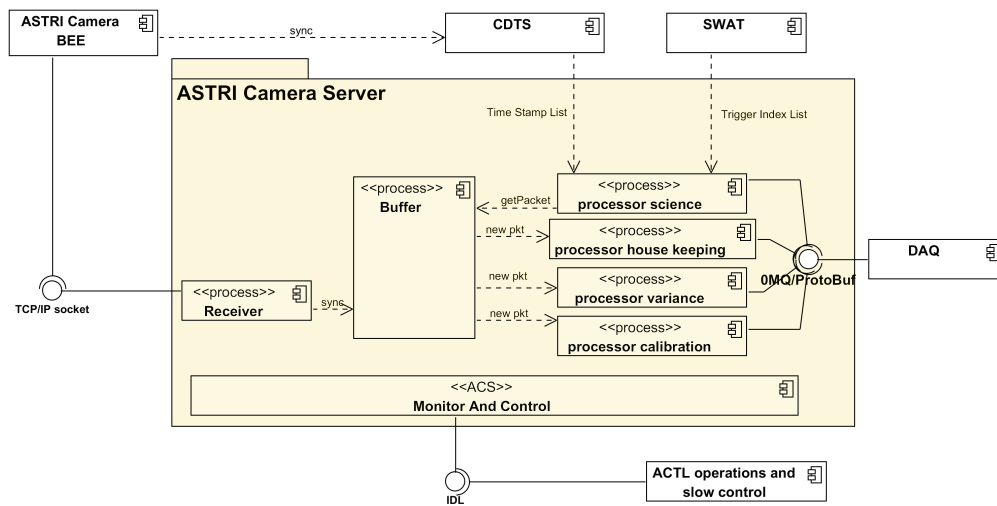 ASTRI Camera
BEE
sync
CDTS
SWAT
ASTRI Camera Server
Time Stamp List
Trigger Index List
<<process>>
Buffer
getPacket
<<process>>
processor science
new pkt
<<process>>
processor house keeping
DAQ
0MQ/ProtoBuf
new pkt
<<process>>
processor variance
TCP/IP socket
<<process>>
Receiver
sync
new pkt
<<process>>
processor calibration
<<ACS>>
Monitor And Control
IDL
ACTL operations and
slow control